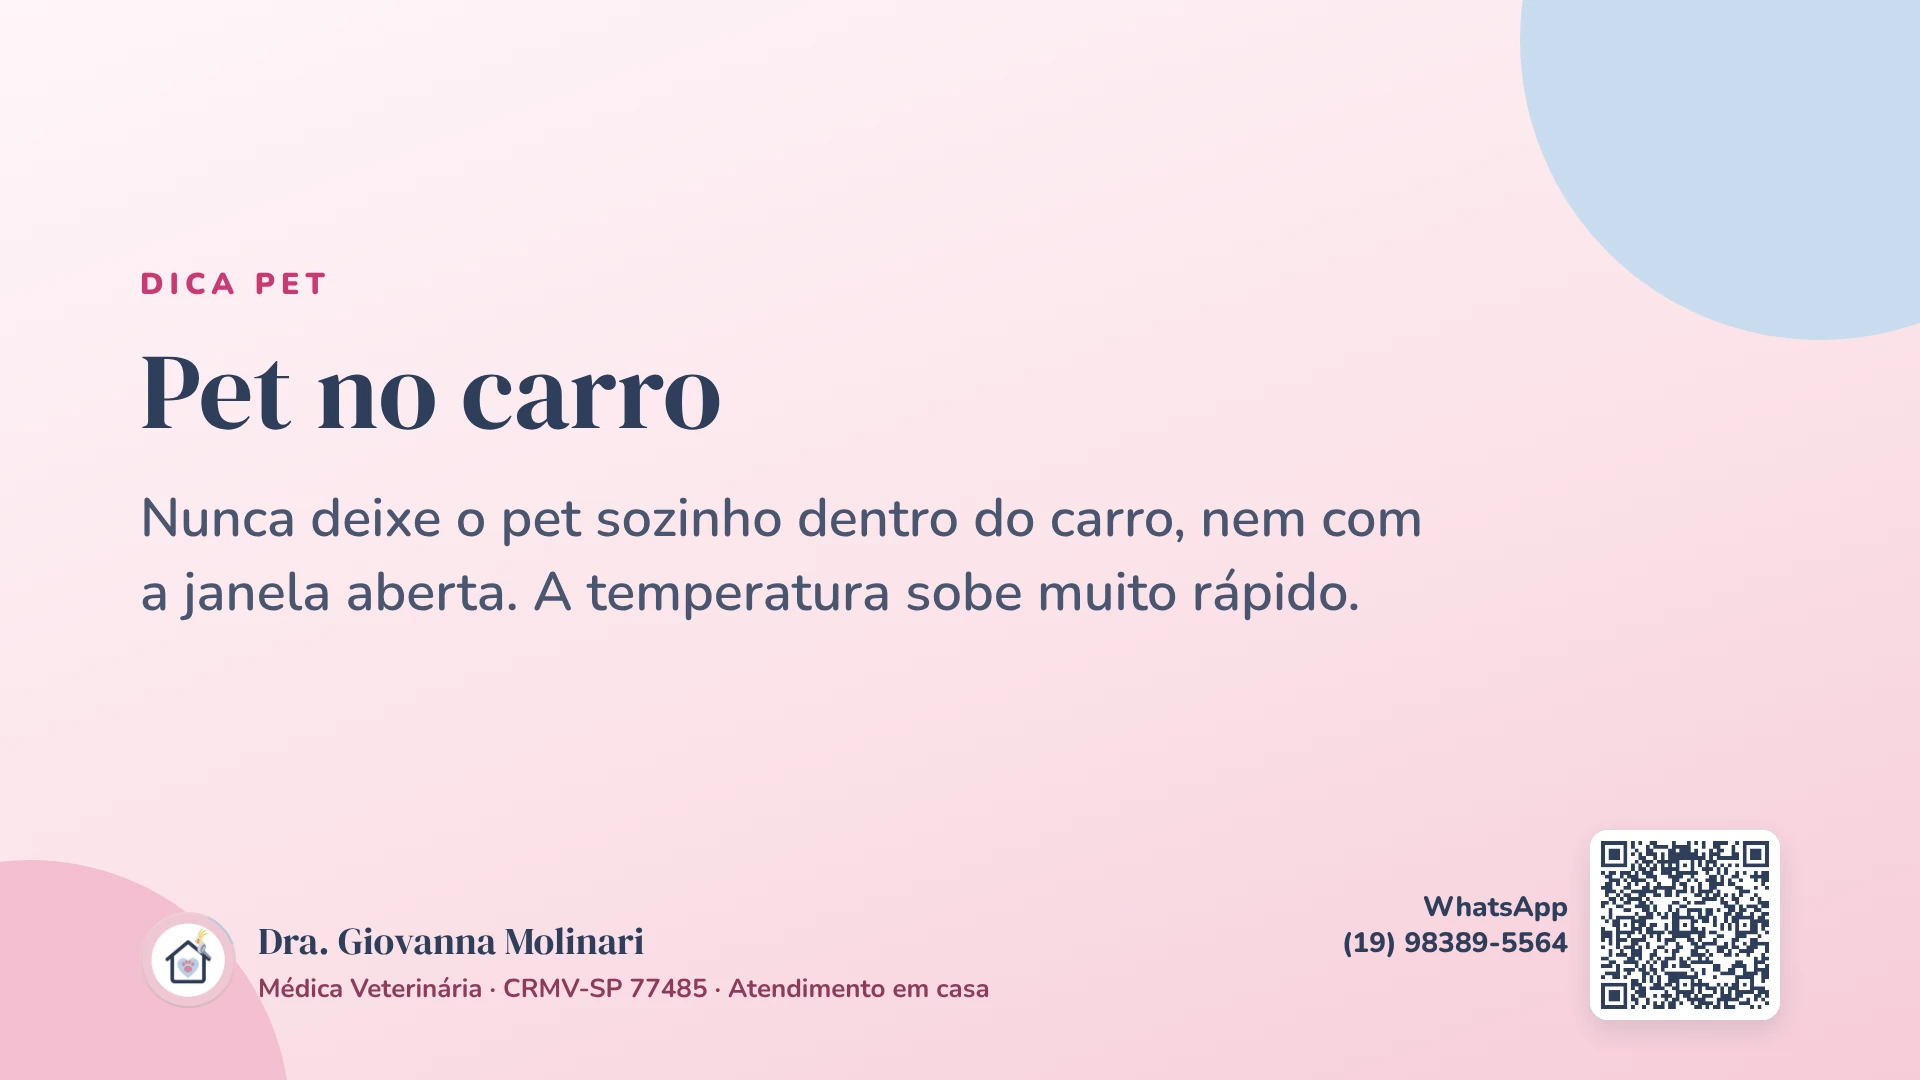 DICA PET
Pet no carro
Nunca deixe o pet sozinho dentro do carro, nem com
a janela aberta. A temperatura sobe muito rápido.
Dra. Giovanna Molinari
Médica Veterinária · CRMV-SP 77485 · Atendimento em casa
WhatsApp
(19) 98389-5564